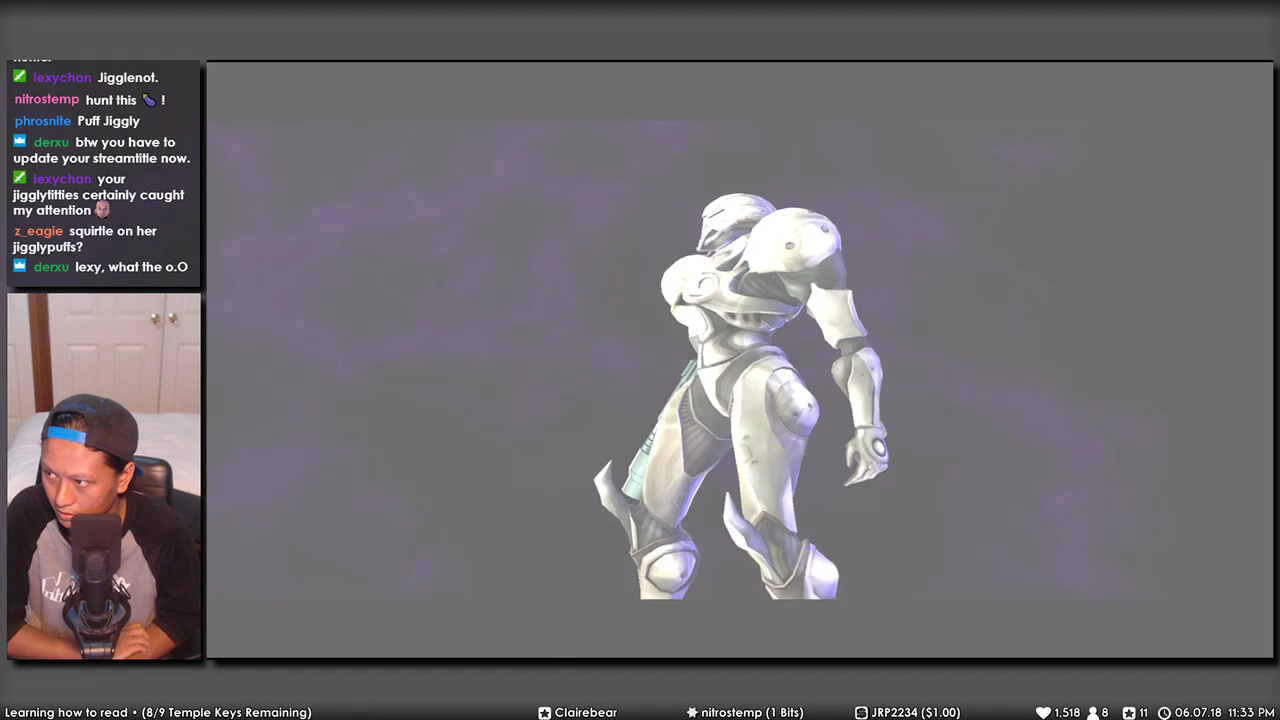 lexychan Jigglenot.
nitrostemp hunt this !
phrosnite Puff Jiggly
derxu btw you have to
update your streamtitle now.
lexychan your
jigglytitties certainly caught
my attention
z_eagie squirtle on her
jigglypuffs?
derxu lexy, what the o.O
Learning how to read • (8/9 Temple Keys Remaining)
Clairebear
nitrostemp (1 Bits)
JRP2234 ($1.00)
1,518 8 11 06.07.18 11:33 PM